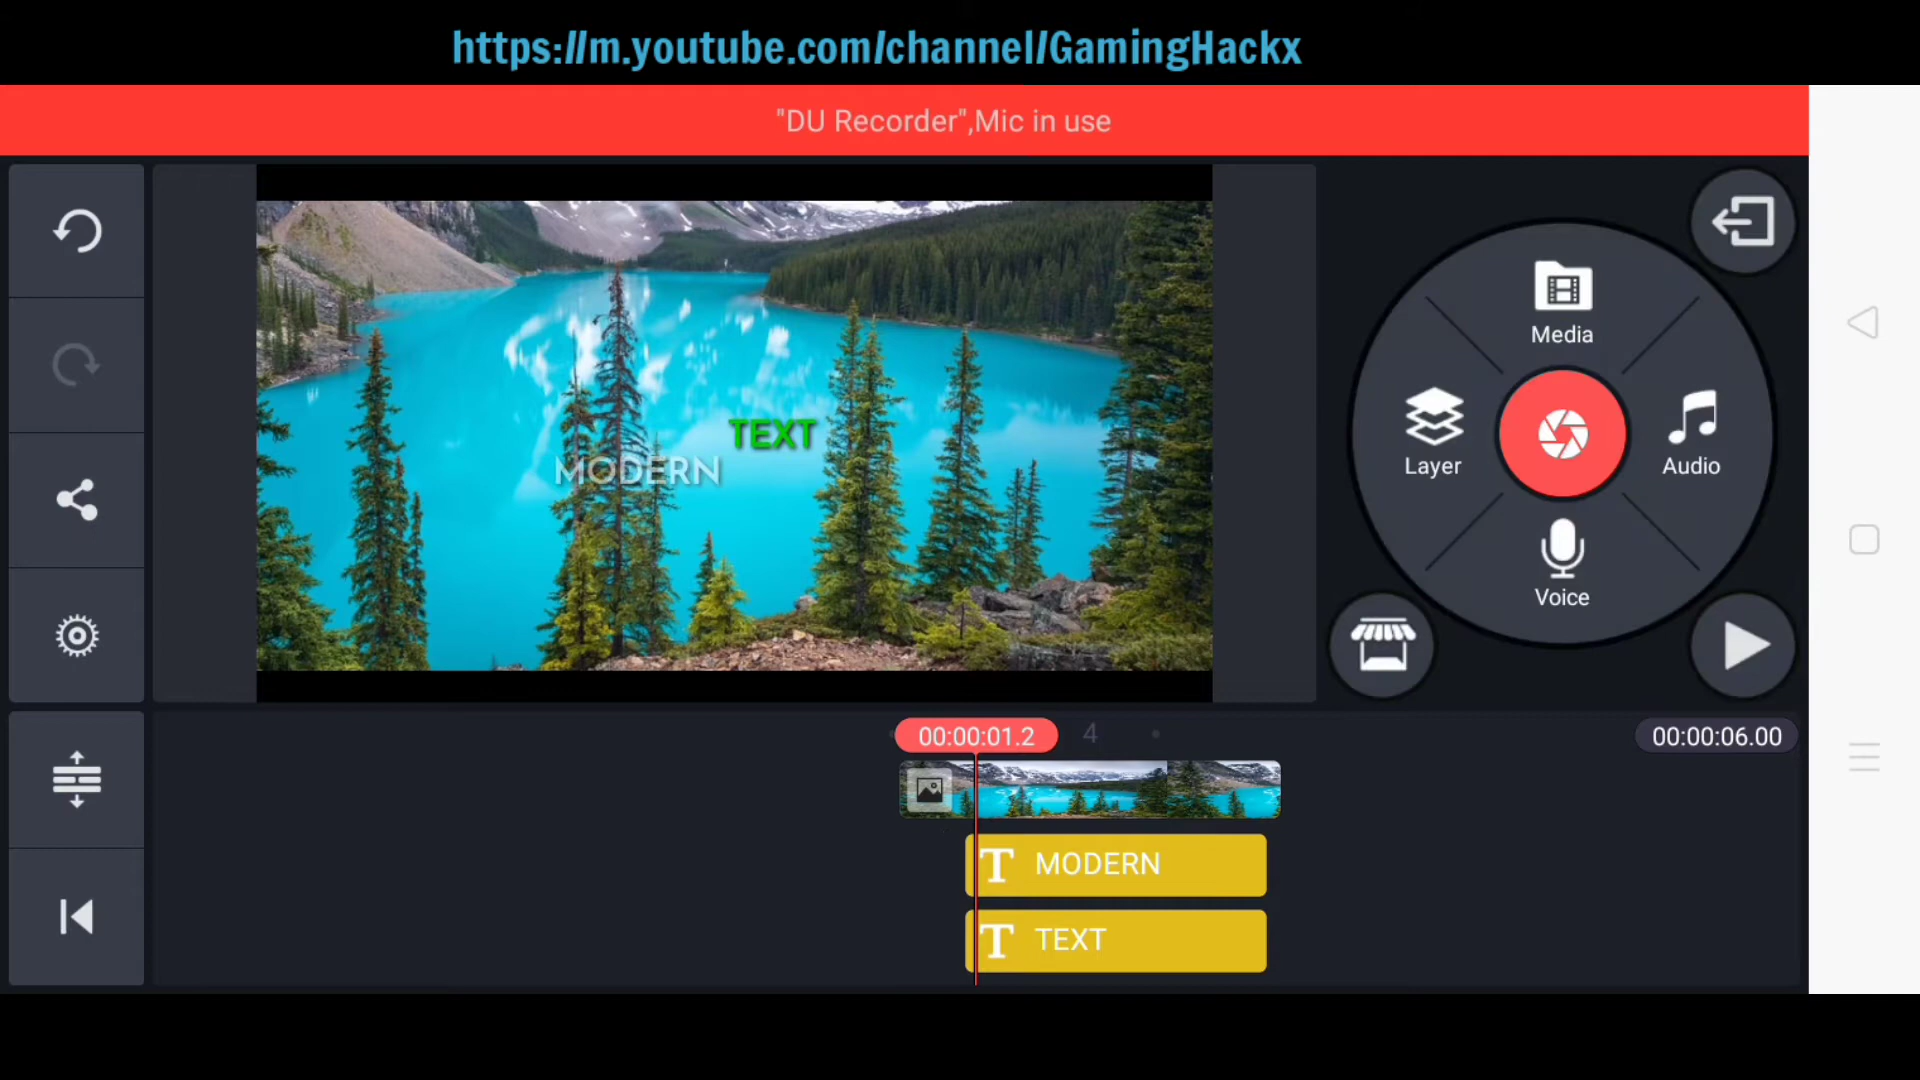 https://m.youtube.com/channel/GamingHackx
"DU Recorder",Mic in use
Media
Layer
Audio
Voice
TEXT
MODERN
00:00:01.2
4
00:00:06.00
T MODERN
T TEXT